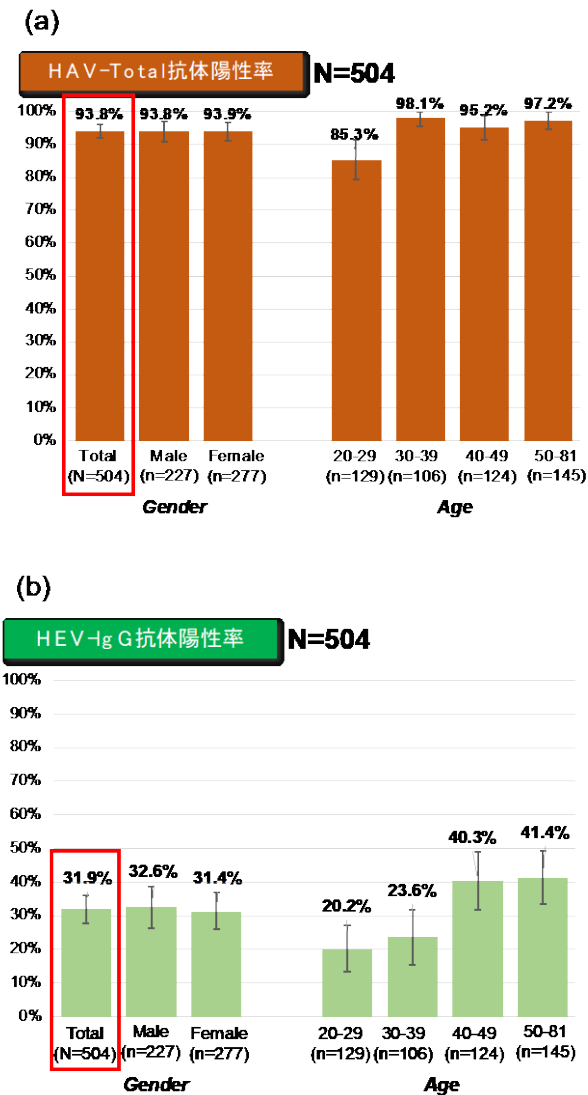 (a)
HAV-Total抗体陽性率 N=504
100%
90%
80%
70%
60%
50%
40%
30%
20%
10%
0%
93.8% 93.8% 93.9% 85.3% 98.1% 95.2% 97.2%
Total Male Female 20-29 30-39 40-49 50-81
(N=504) (n=227) (n=277) (n=129) (n=106) (n=124) (n=145)
Gender Age
(b)
HEV-IgG抗体陽性率 N=504
100%
90%
80%
70%
60%
50%
40%
30%
20%
10%
0%
31.9% 32.6% 31.4% 20.2% 23.6% 40.3% 41.4%
Total Male Female 20-29 30-39 40-49 50-81
(N=504) (n=227) (n=277) (n=129) (n=106) (n=124) (n=145)
Gender Age